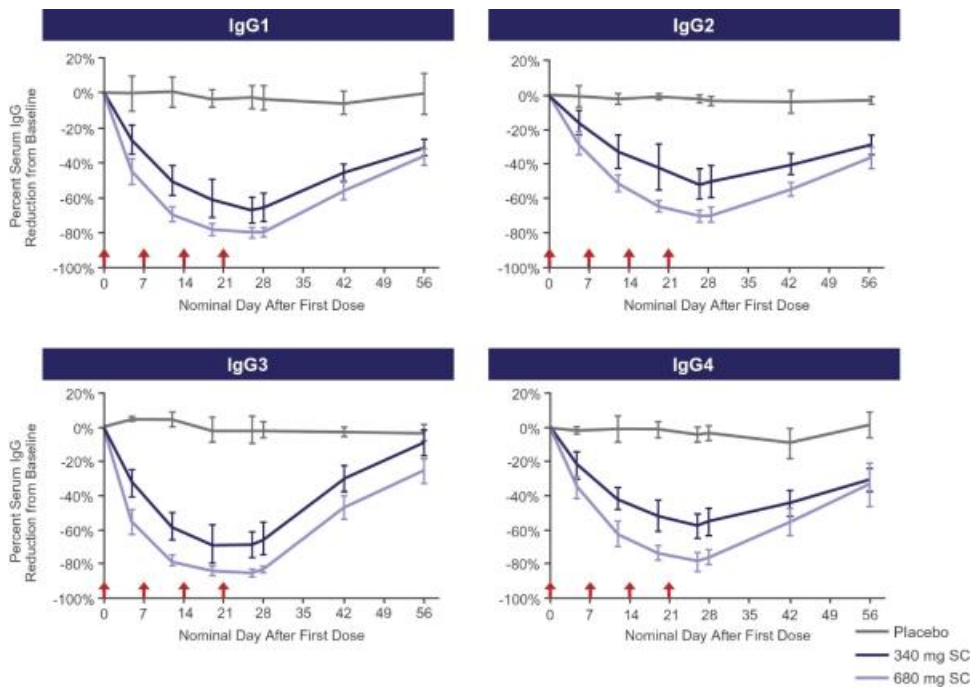 IgG1
Percent Serum IgG
Reduction from Baseline
20%
0%
-20%
-40%
-60%
-80%
-100%
0 7 14 21 28 35 42 49 56
Nominal Day After First Dose
IgG2
20%
0%
-20%
-40%
-60%
-80%
-100%
0 7 14 21 28 35 42 49 56
Nominal Day After First Dose
IgG3
Percent Serum IgG
Reduction from Baseline
20%
0%
-20%
-40%
-60%
-80%
-100%
0 7 14 21 28 35 42 49 56
Nominal Day After First Dose
IgG4
20%
0%
-20%
-40%
-60%
-80%
-100%
0 7 14 21 28 35 42 49 56
Nominal Day After First Dose
Placebo
340 mg SC
680 mg SC